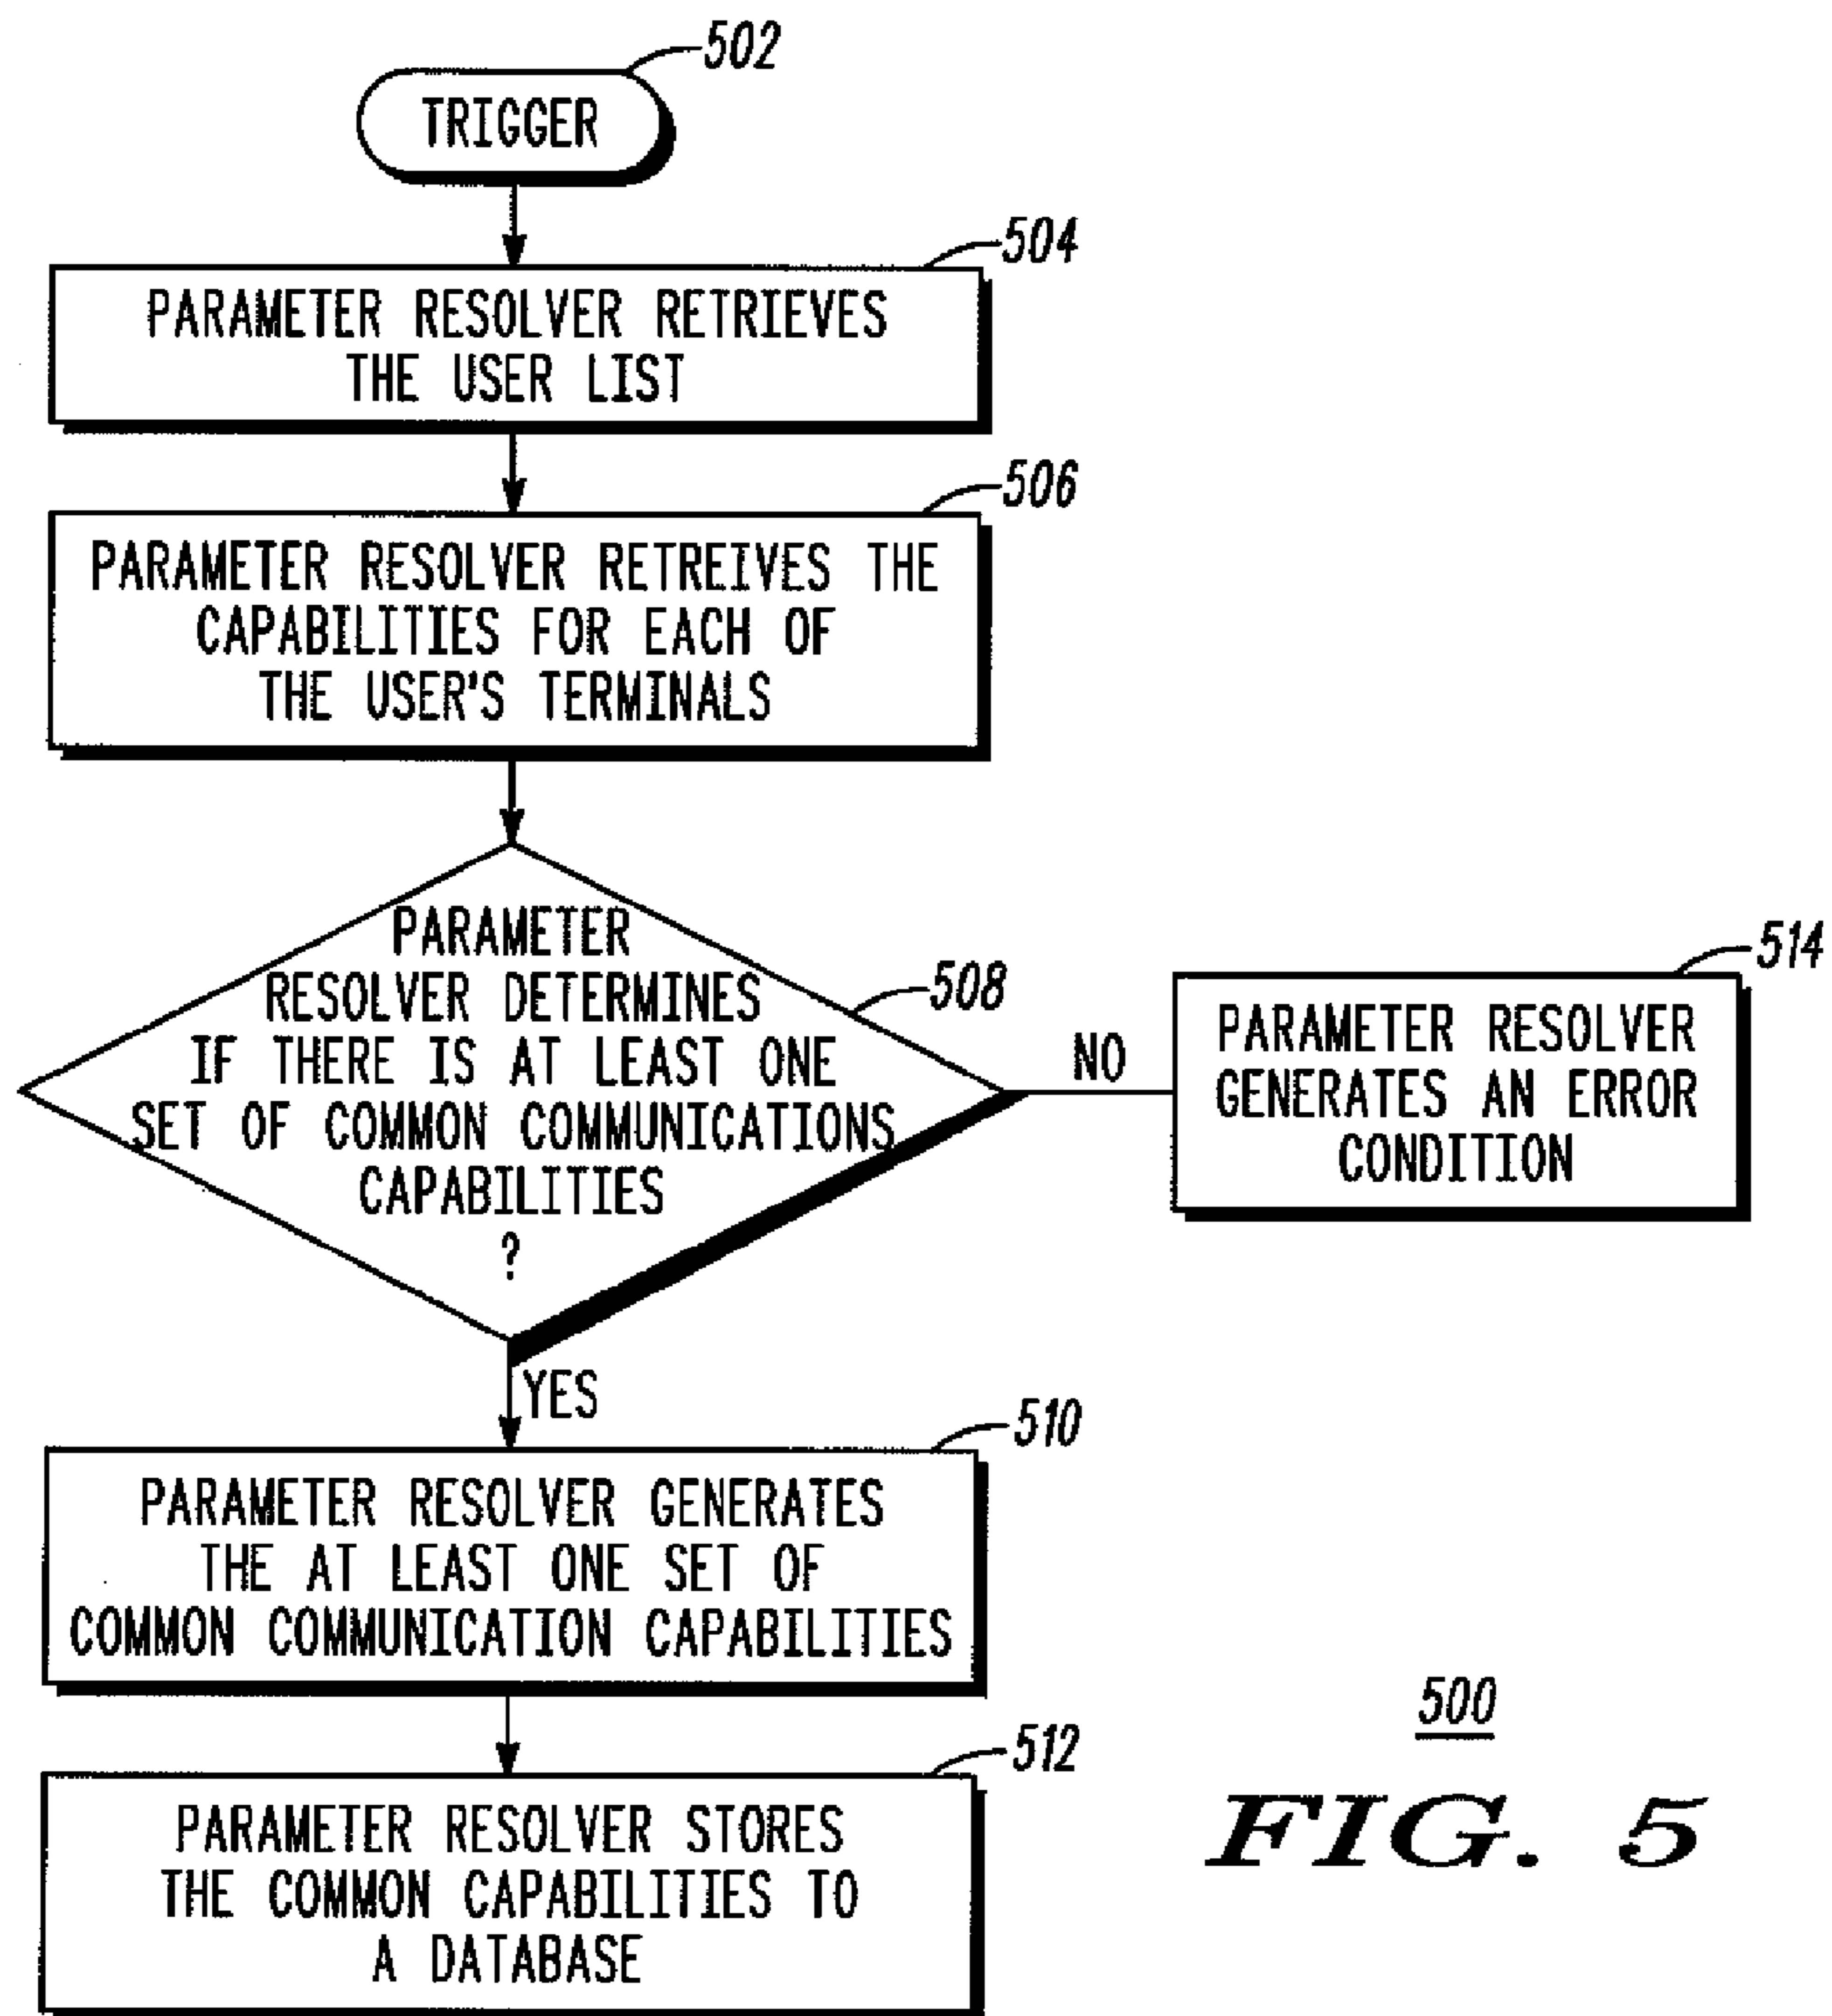 502
TRIGGER
504
PARAMETER RESOLVER RETRIEVES
THE USER LIST
506
PARAMETER RESOLVER RETREIVES THE
CAPABILITIES FOR EACH OF
THE USER'S TERMINALS
PARAMETER
RESOLVER DETERMINES
IF THERE IS AT LEAST ONE
SET OF COMMON COMMUNICATIONS
CAPABILITIES
?
508
NO
514
PARAMETER RESOLVER
GENERATES AN ERROR
CONDITION
YES
510
PARAMETER RESOLVER GENERATES
THE AT LEAST ONE SET OF
COMMON COMMUNICATION CAPABILITIES
512
PARAMETER RESOLVER STORES
THE COMMON CAPABILITIES TO
A DATABASE
500
FIG. 5